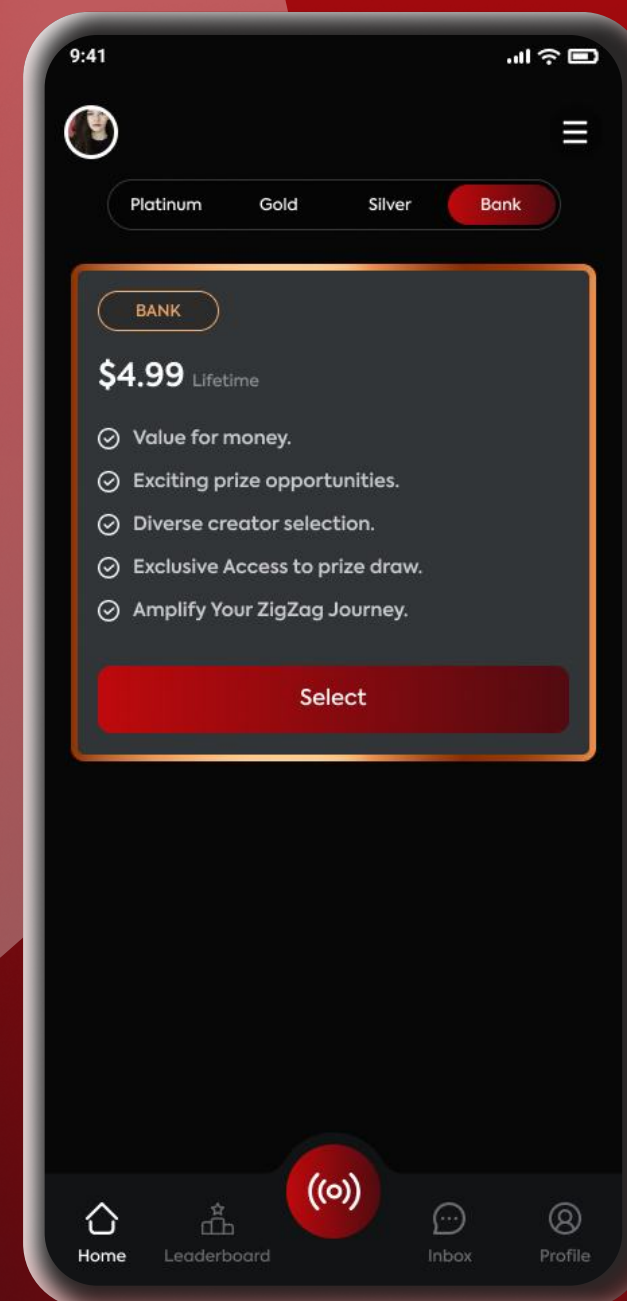 9:41
Platinum Gold Silver Bank
BANK
$4.99 Lifetime
Value for money.
Exciting prize opportunities.
Diverse creator selection.
Exclusive Access to prize draw.
Amplify Your ZigZag Journey.
Select
Home Leaderboard Inbox Profile